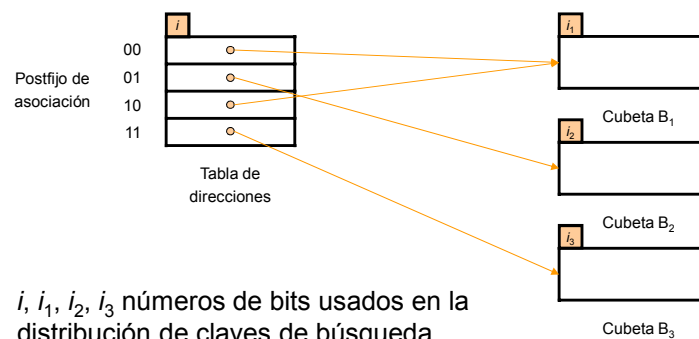 i
i₁
00
01
10
11
Postfijo de
asociación
Cubeta B₁
i₂
Tabla de
direcciones
Cubeta B₂
i₃
Cubeta B₃
i, i₁, i₂, i₃ números de bits usados en la
distribución de claves de búsqueda